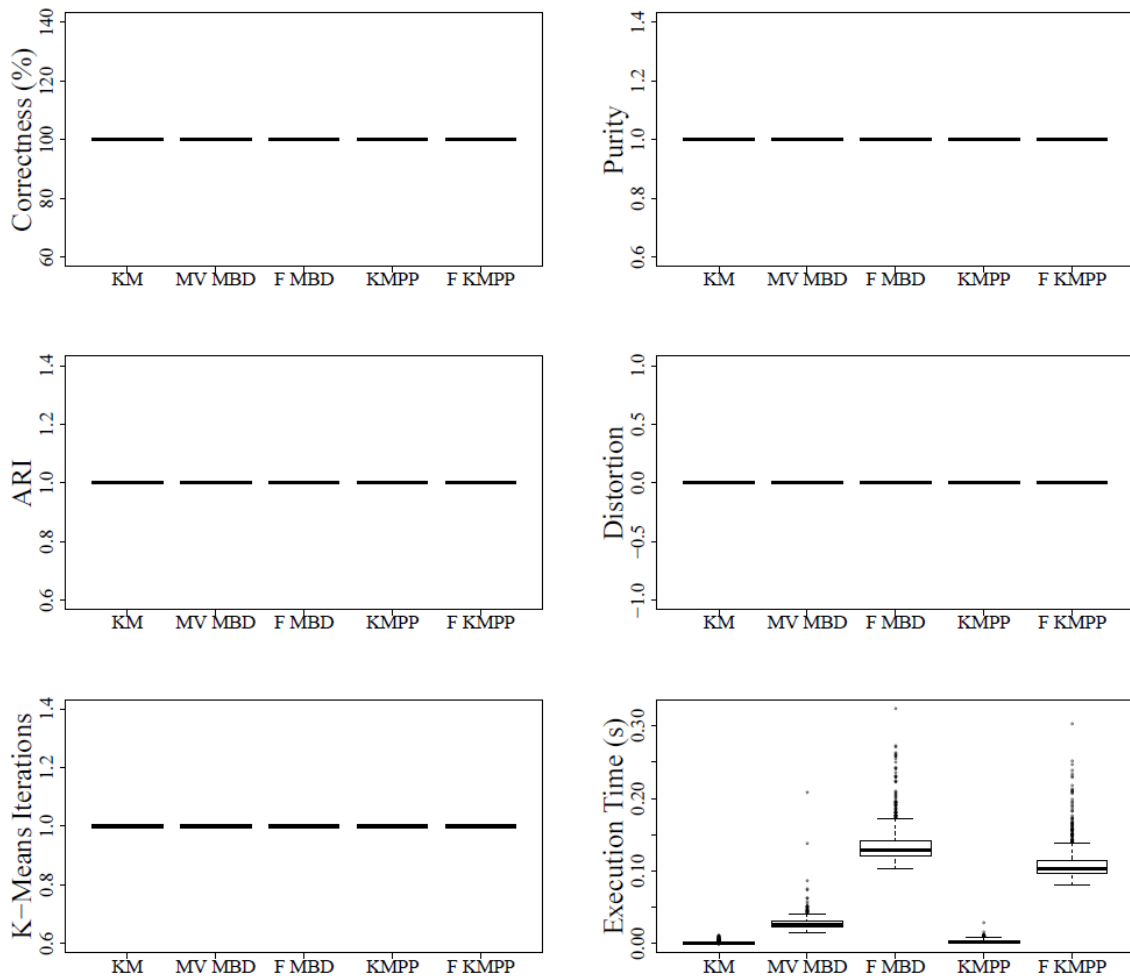 Correctness (%)
140
120
100
80
60
KM MV MBD F MBD KMPP F KMPP
Purity
1.4
1.2
1.0
0.8
0.6
KM MV MBD F MBD KMPP F KMPP
ARI
1.4
1.2
1.0
0.8
0.6
KM MV MBD F MBD KMPP F KMPP
Distortion
1.0
0.5
0.0
−0.5
−1.0
KM MV MBD F MBD KMPP F KMPP
K−Means Iterations
1.4
1.2
1.0
0.8
0.6
KM MV MBD F MBD KMPP F KMPP
Execution Time (s)
0.30
0.20
0.10
0.00
KM MV MBD F MBD KMPP F KMPP